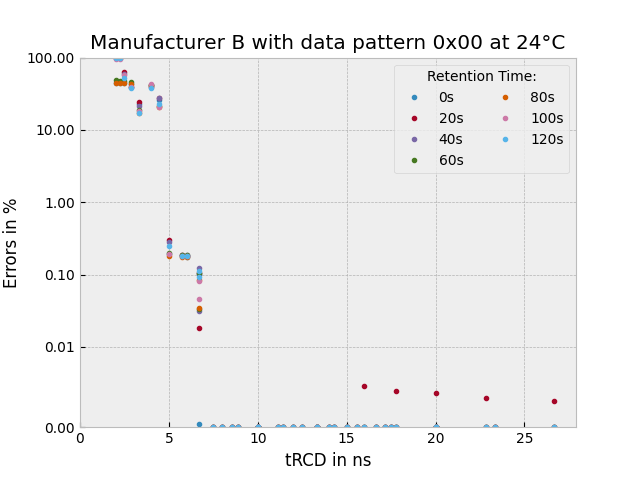 Manufacturer B with data pattern 0x00 at 24°C
Errors in %
100.00
10.00
1.00
0.10
0.01
0.00
Retention Time:
0s 80s
20s 100s
40s 120s
60s
0 5 10 15 20 25
tRCD in ns